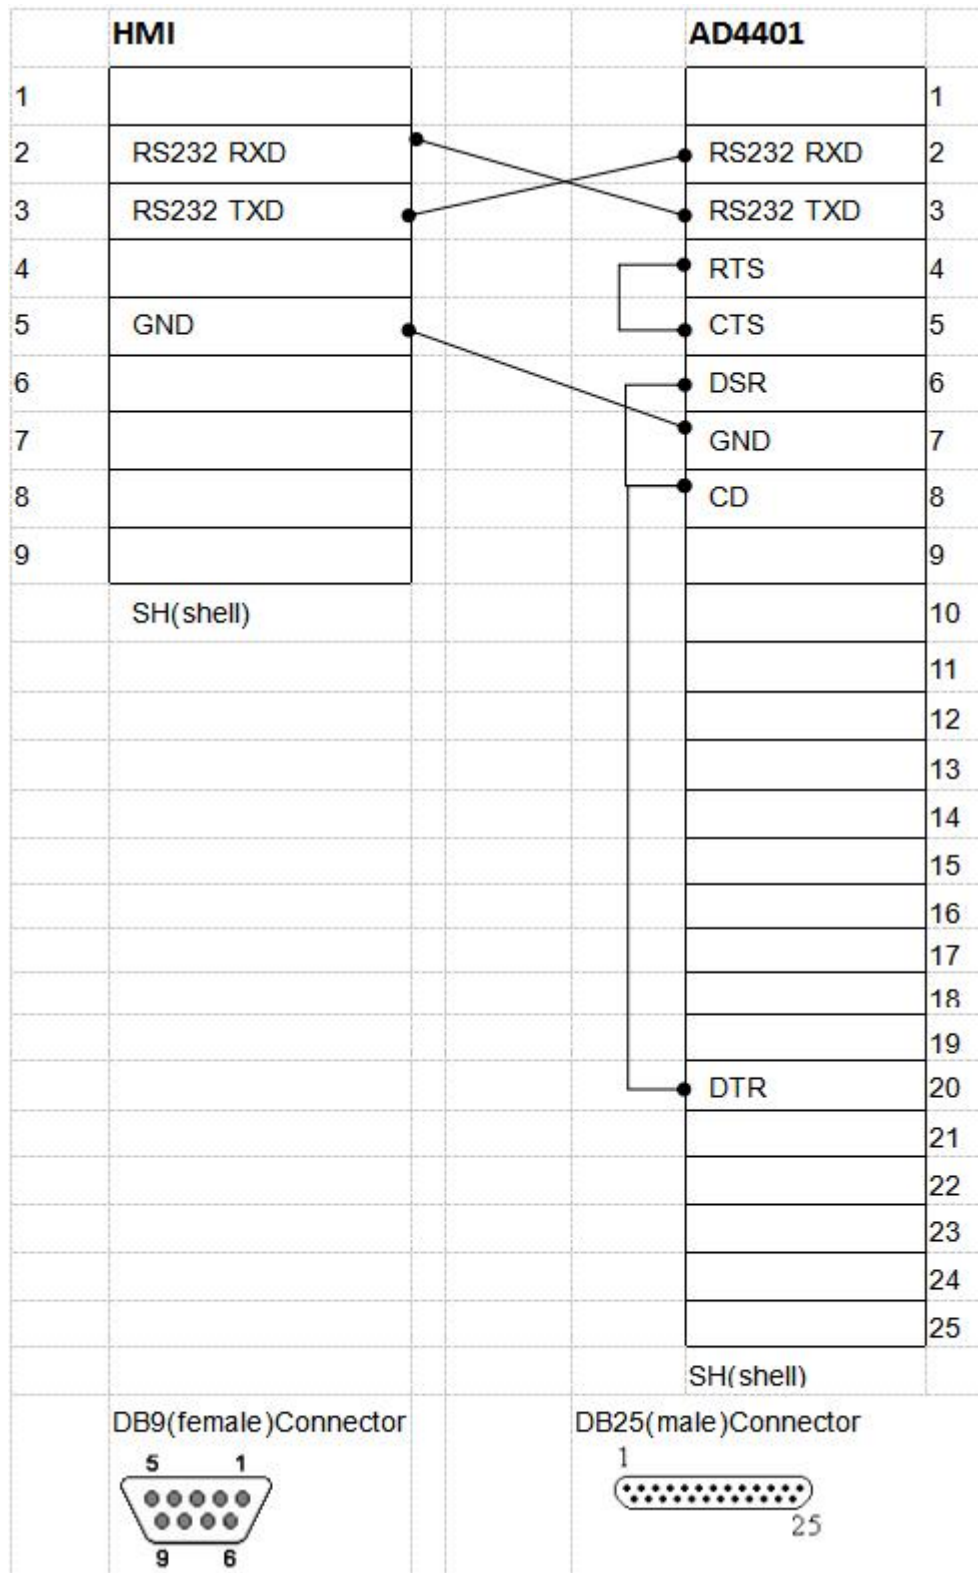 HMI AD4401
1 1
2 RS232 RXD RS232 RXD 2
3 RS232 TXD RS232 TXD 3
4 RTS 4
5 GND CTS 5
6 DSR 6
7 GND 7
8 CD 8
9 9
SH(shell) 10
11
12
13
14
15
16
17
18
19
DTR 20
21
22
23
24
25
SH(shell)
DB9(female)Connector DB25(male)Connector
5 1 1
25
9 6